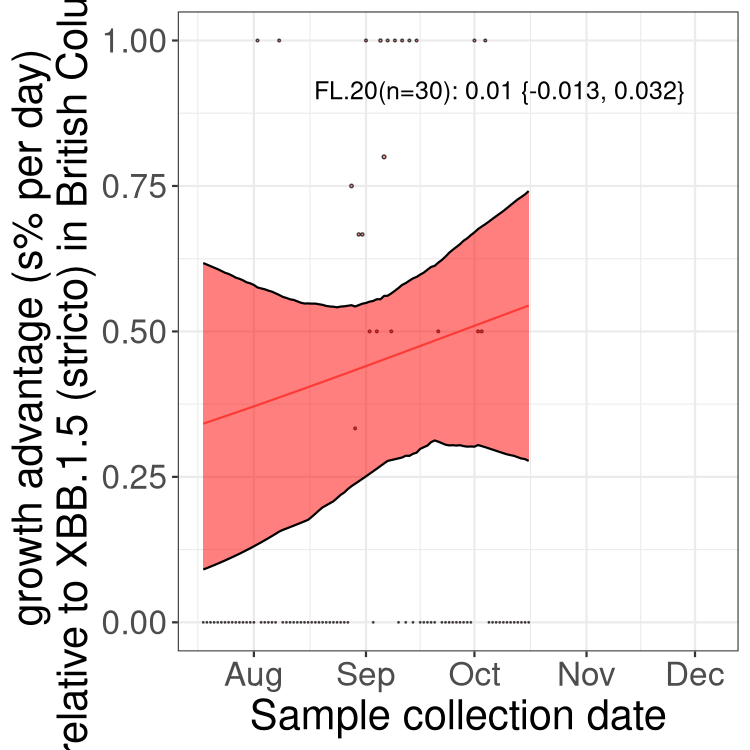 growth advantage (s% per day)
relative to XBB.1.5 (stricto) in British Colu
1.00
0.75
0.50
0.25
0.00
FL.20(n=30): 0.01 {-0.013, 0.032}
Aug Sep Oct Nov Dec
Sample collection date